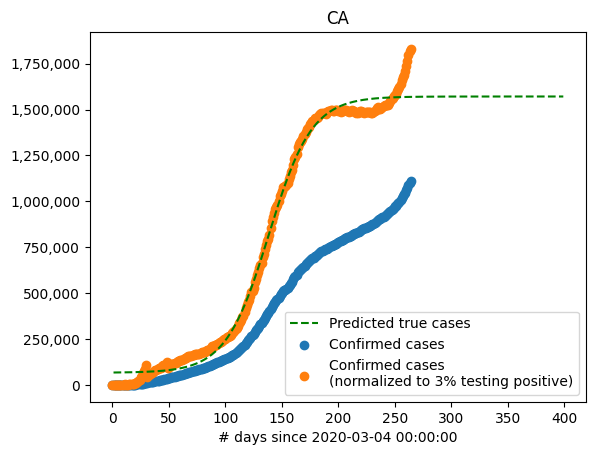 CA
1,750,000
1,500,000
1,250,000
1,000,000
750,000
500,000
250,000
0
0 50 100 150 200 250 300 350 400
# days since 2020-03-04 00:00:00
Predicted true cases
Confirmed cases
Confirmed cases
(normalized to 3% testing positive)